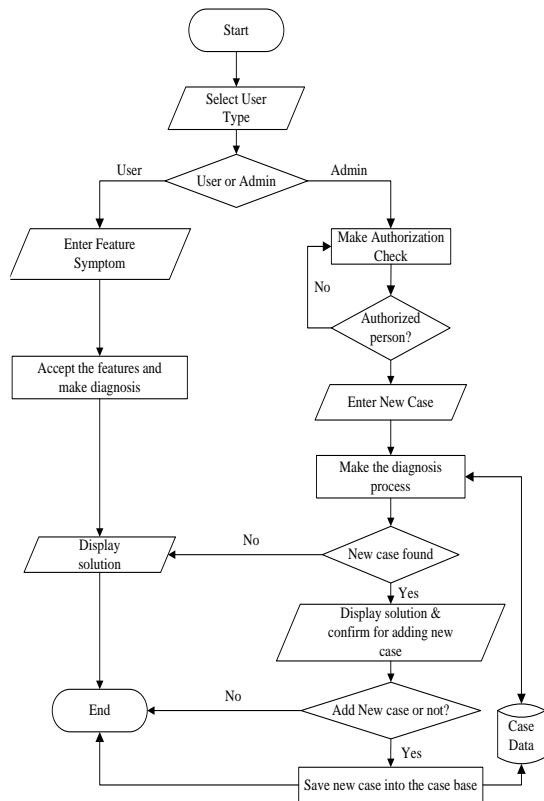 Start
Select User
Type
User
User or Admin
Admin
Enter Feature
Symptom
Make Authorization
Check
No
Authorized
person?
Accept the features and
make diagnosis
Enter New Case
Make the diagnosis
process
Display
solution
No
New case found
Yes
Display solution &
confirm for adding new
case
End
No
Add New case or not?
Case
Data
Yes
Save new case into the case base